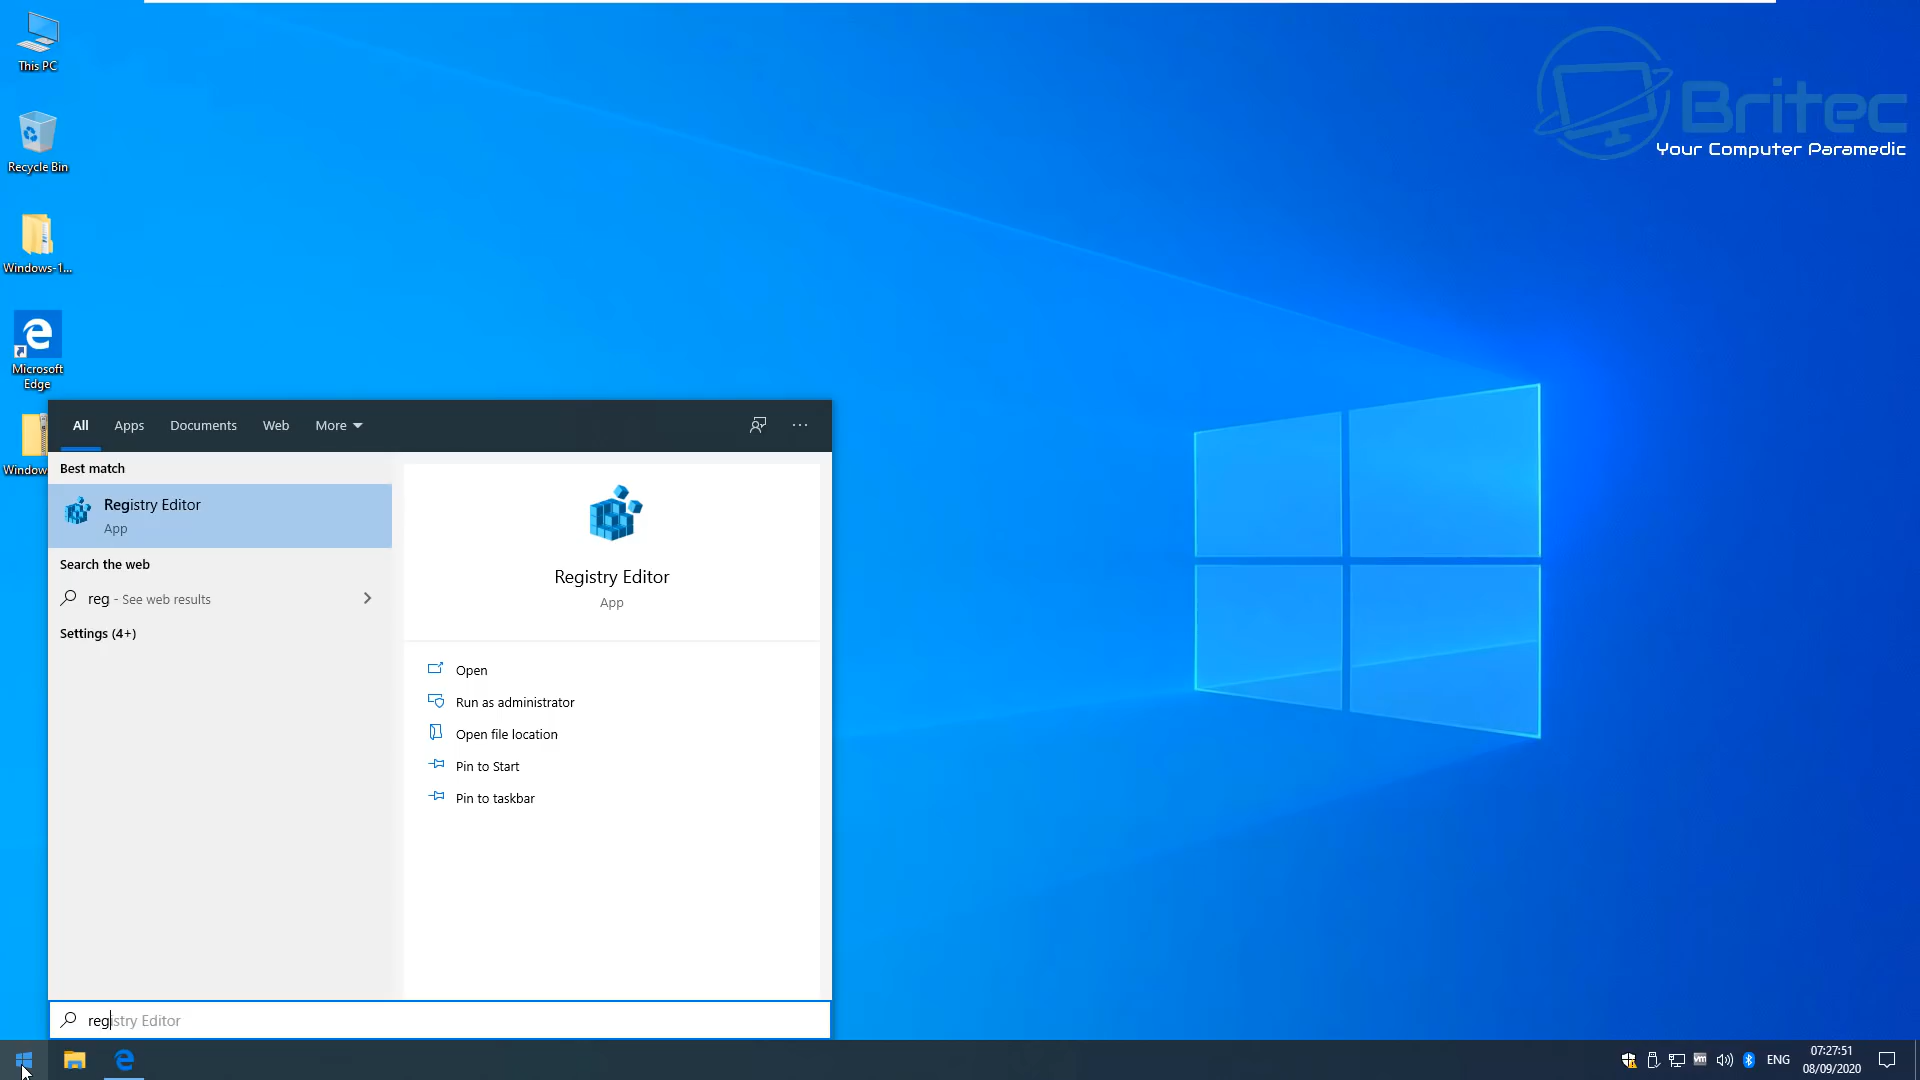 This PC
Recycle Bin
Windows-1...
Microsoft
Edge
Window
Britec
Your Computer Paramedic
All
Apps
Documents
Web
More
...
Best match
Registry Editor
App
Search the web
reg - See web results
Settings (4+)
Registry Editor
App
Open
Run as administrator
Open file location
Pin to Start
Pin to taskbar
registry Editor
vm
ENG
07:27:51
08/09/2020